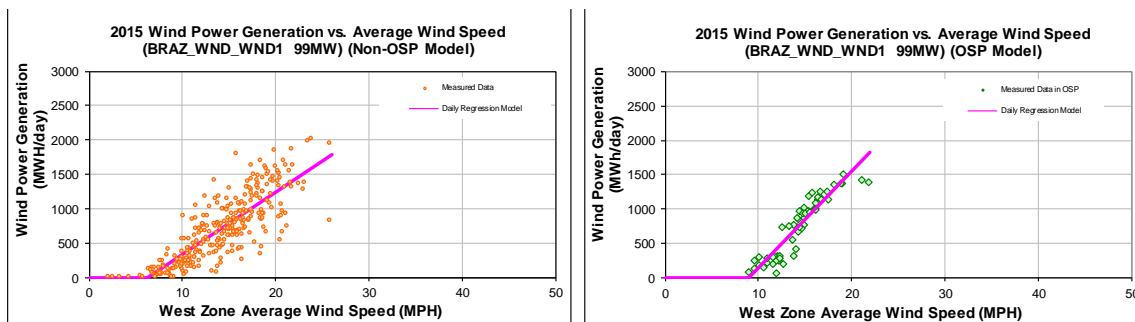 2015 Wind Power Generation vs. Average Wind Speed
(BRAZ_WND_WND1 99MW) (Non-OSP Model)
Wind Power Generation
(MWH/day)
3000
2500
2000
1500
1000
500
0
Measured Data
Daily Regression Model
0 10 20 30 40 50
West Zone Average Wind Speed (MPH)
2015 Wind Power Generation vs. Average Wind Speed
(BRAZ_WND_WND1 99MW) (OSP Model)
Wind Power Generation
(MWh/day)
3000
2500
2000
1500
1000
500
0
Measured Data in OSP
Daily Regression Model
0 10 20 30 40 50
West Zone Average Wind Speed (MPH)